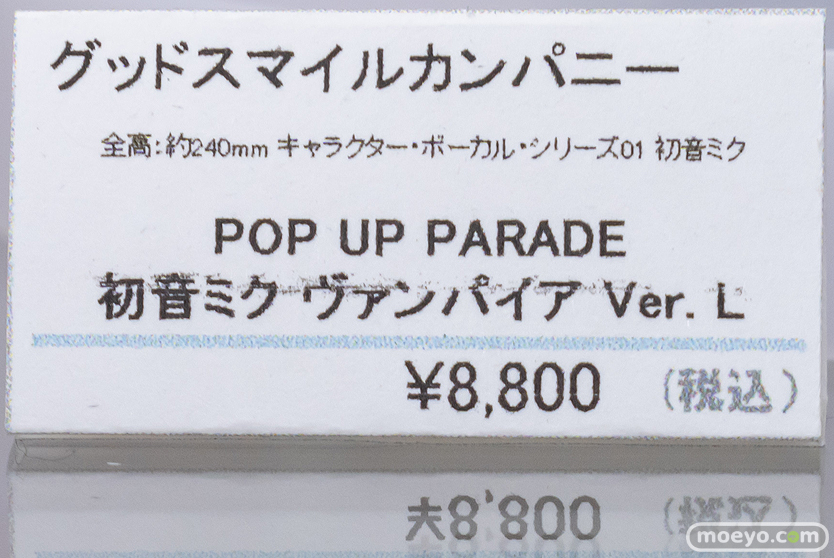 グッドスマイルカンパニー
全高:約240mm キャラクター・ボーカル・シリーズ01 初音ミク
POP UP PARADE
初音ミク ヴァンパイア Ver. L
¥8,800 (税込)
moeyo.com